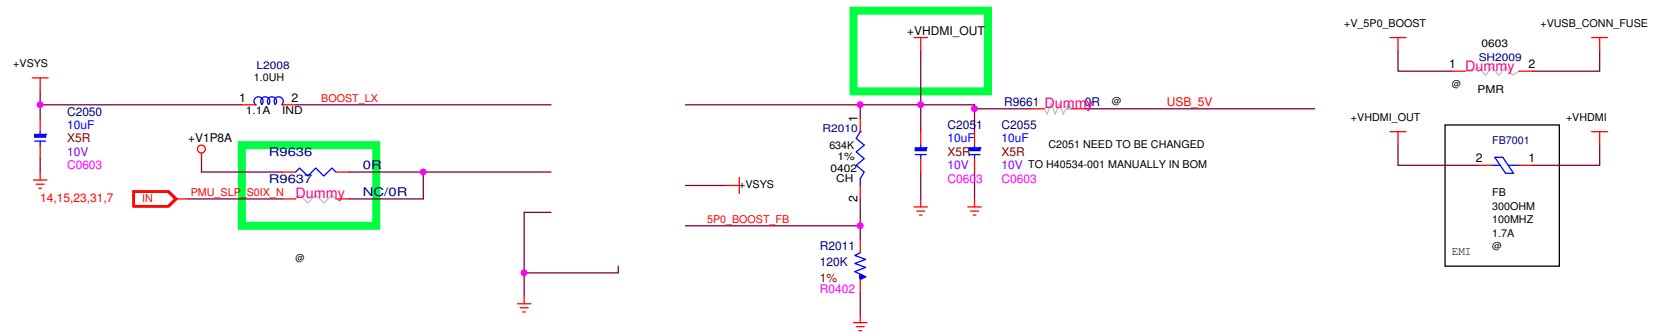 +VSYS
L2008
1.0UH
1 2
1.1A IND
BOOST_LX
C2050
10uF
X5R
10V
C0603
+V1P8A
R9636
0R
R9637
Dummy
NC/0R
14,15,23,31,7
IN
PMU_SLP_S0IX_N
@
+VHDMI_OUT
R2010
1
634K
1%
0402
CH
2
+VSYS
5P0_BOOST_FB
R2011
120K
1%
R0402
C2051
10uF
X5R
10V
C0603
C2055
10uF
X5R
10V
C0603
R9661
Dummy
0R
@
USB_5V
C2051 NEED TO BE CHANGED
TO H40534-001 MANUALLY IN BOM
+V_5P0_BOOST
+VUSB_CONN_FUSE
0603
SH2009
1 Dummy 2
@
PMR
+VHDMI_OUT
+VHDMI
FB7001
2 1
FB
300OHM
100MHZ
1.7A
@
EMI